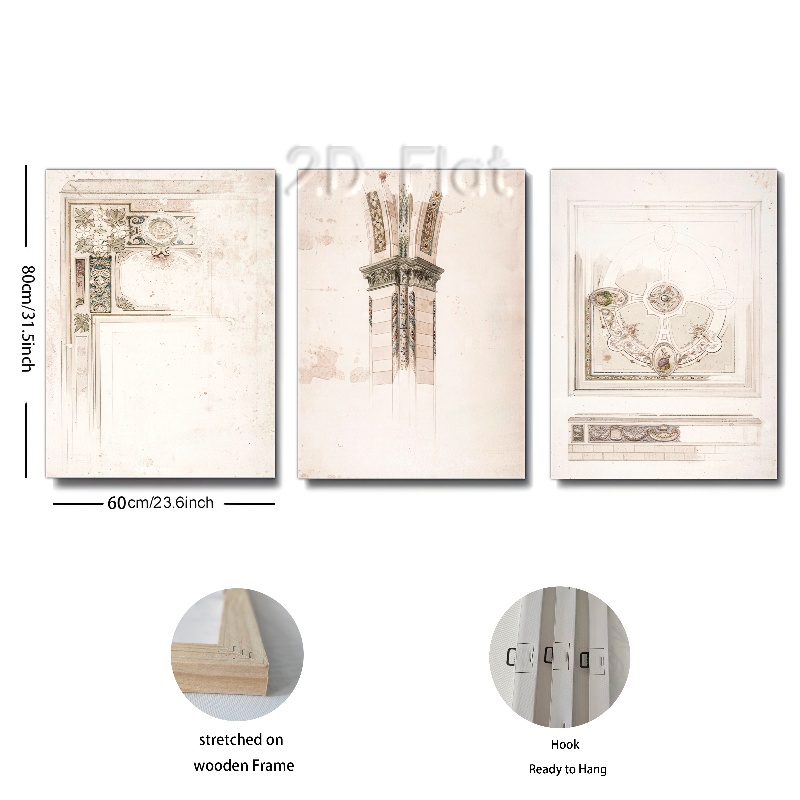 2D Flat
80cm/31.5inch
60cm/23.6inch
stretched on
wooden Frame
Hook
Ready to Hang